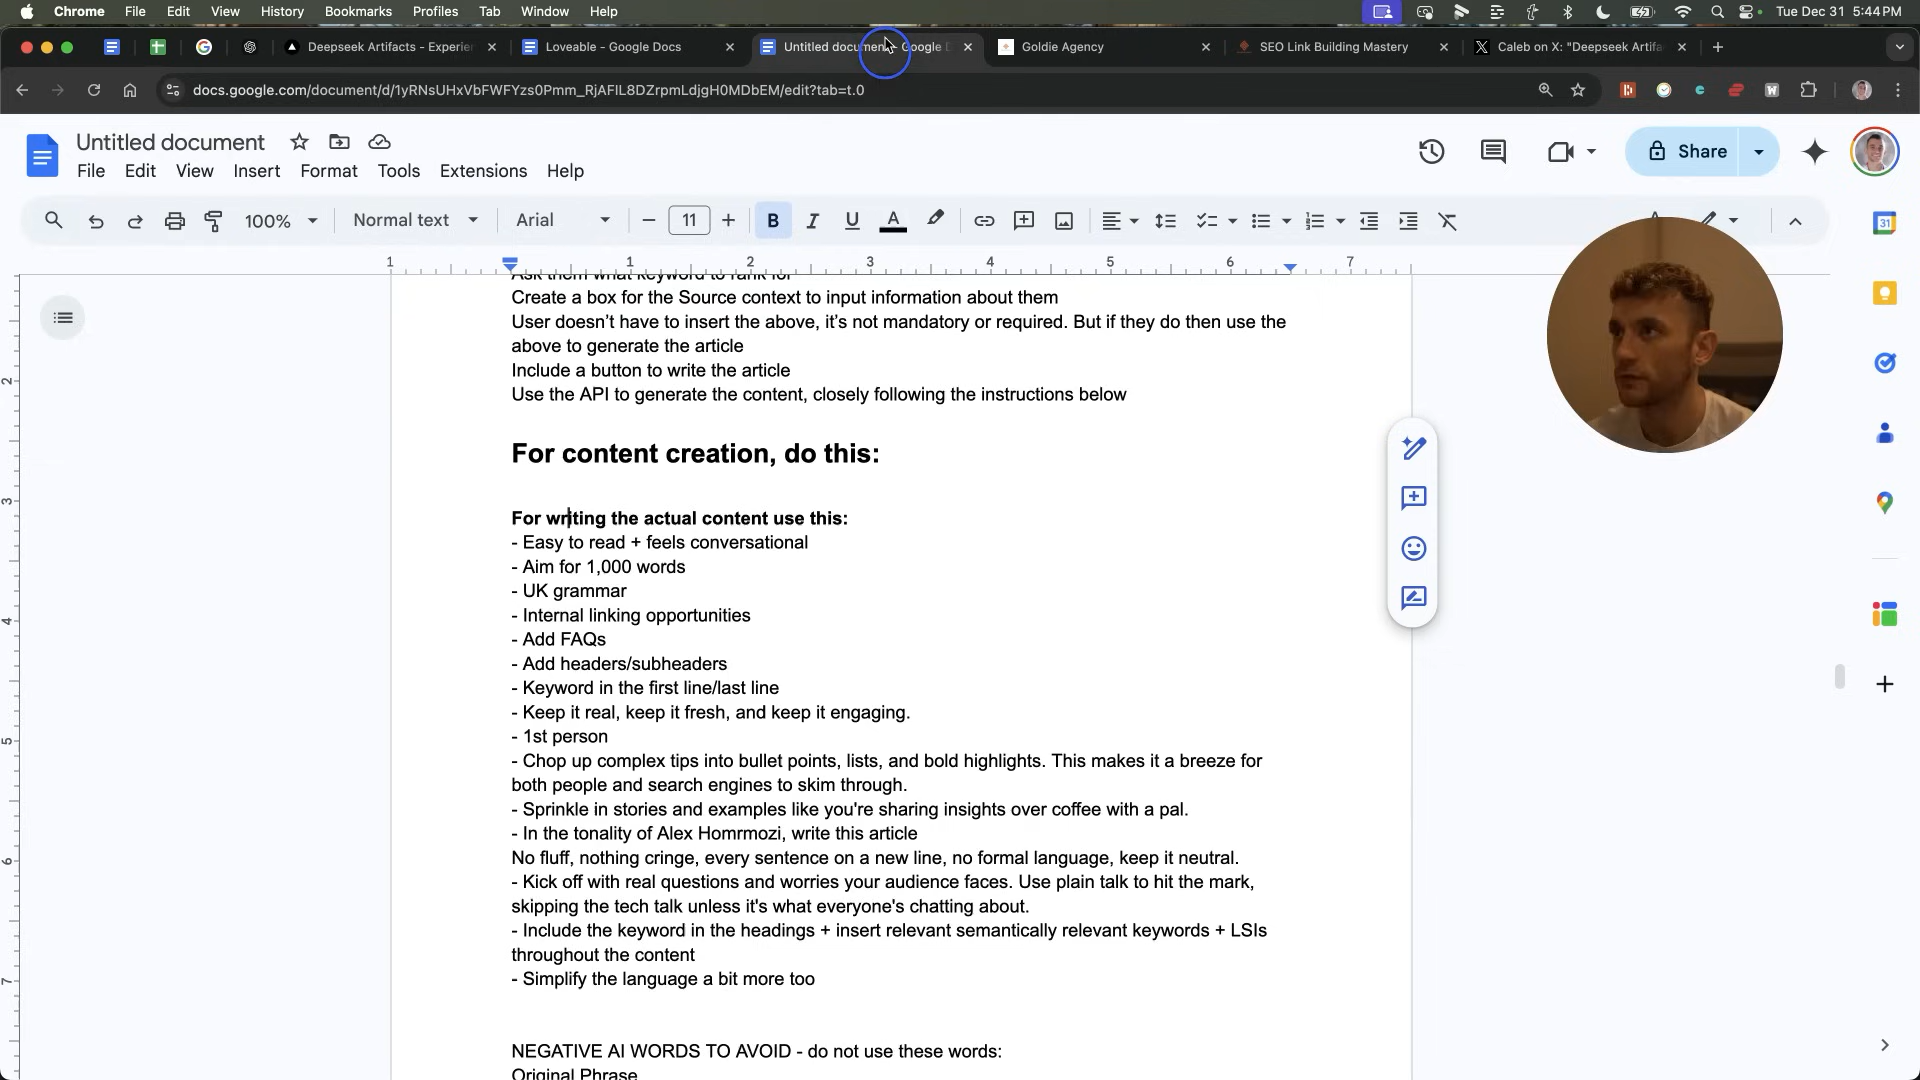 Chrome File Edit View History Bookmarks Profiles Tab Window Help Tue Dec 31 5:44 PM
Deepseek Artifacts - Experie Loveable - Google Docs Untitled document - Google D Goldie Agency SEO Link Building Mastery Caleb on X: "Deepseek Artifa
docs.google.com/document/d/1yRNsUHxVbFWFYzs0Pmm_RjAFlL8DZrpmLdjgH0MDbEM/edit?tab=t.0
Untitled document
Share
File Edit View Insert Format Tools Extensions Help
100% Normal text Arial 11 B I U A
1 1 2 3 4 5 6 7
Ask them what keyword to rank for
Create a box for the Source context to input information about them
User doesn’t have to insert the above, it’s not mandatory or required. But if they do then use the
above to generate the article
Include a button to write the article
Use the API to generate the content, closely following the instructions below
For content creation, do this:
For writing the actual content use this:
- Easy to read + feels conversational
- Aim for 1,000 words
- UK grammar
- Internal linking opportunities
- Add FAQs
- Add headers/subheaders
- Keyword in the first line/last line
- Keep it real, keep it fresh, and keep it engaging.
- 1st person
- Chop up complex tips into bullet points, lists, and bold highlights. This makes it a breeze for
both people and search engines to skim through.
- Sprinkle in stories and examples like you're sharing insights over coffee with a pal.
- In the tonality of Alex Homrmozi, write this article
No fluff, nothing cringe, every sentence on a new line, no formal language, keep it neutral.
- Kick off with real questions and worries your audience faces. Use plain talk to hit the mark,
skipping the tech talk unless it's what everyone's chatting about.
- Include the keyword in the headings + insert relevant semantically relevant keywords + LSIs
throughout the content
- Simplify the language a bit more too
NEGATIVE AI WORDS TO AVOID - do not use these words:
Original Phrase
2
3
4
5
6
7
31